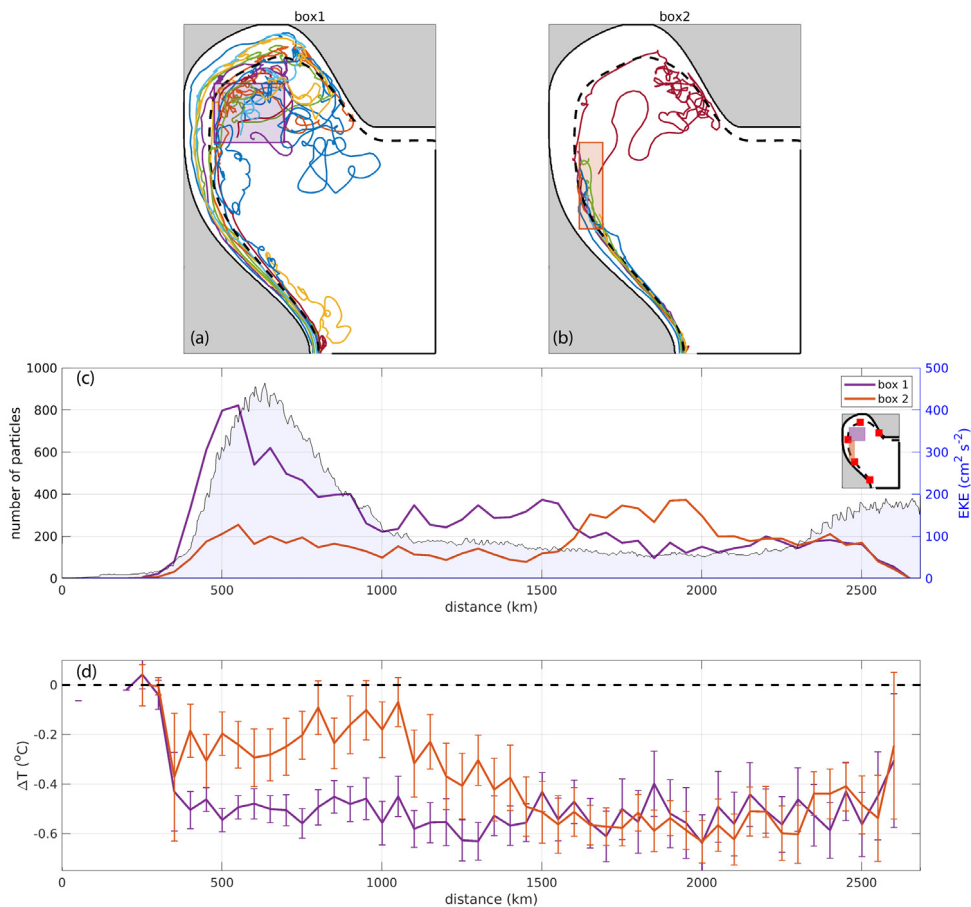 box1
box2
(a)
(b)
(c)
1000
800
600
400
200
0
number of particles
500
400
300
200
100
0
EKE (cm² s⁻²)
box 1
box 2
0
500
1000
1500
2000
2500
distance (km)
(d)
0
-0.2
-0.4
-0.6
ΔT (°C)
0
500
1000
1500
2000
2500
distance (km)